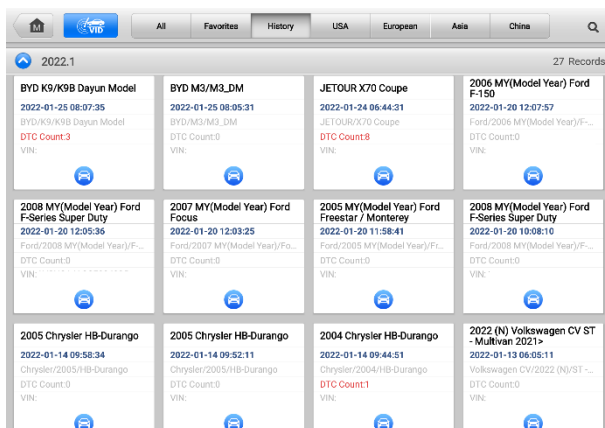 M
VID
All
Favorites
History
USA
European
Asia
China
2022.1
27 Records
BYD K9/K9B Dayun Model
2022-01-25 08:07:35
BYD/K9/K9B Dayun Model
DTC Count:3
VIN:
BYD M3/M3_DM
2022-01-25 08:05:31
BYD/M3/M3_DM
DTC Count:0
VIN:
JETOUR X70 Coupe
2022-01-24 06:44:31
JETOUR/X70 Coupe
DTC Count:8
VIN:
2006 MY(Model Year) Ford
F-150
2022-01-20 12:07:57
Ford/2006 MY(Model Year)/F-...
DTC Count:0
VIN:
2008 MY(Model Year) Ford
F-Series Super Duty
2022-01-20 12:05:36
Ford/2008 MY(Model Year)/F-...
DTC Count:0
VIN:
2007 MY(Model Year) Ford
Focus
2022-01-20 12:03:25
Ford/2007 MY(Model Year)/Fo...
DTC Count:0
VIN:
2005 MY(Model Year) Ford
Freestar / Monterey
2022-01-20 11:58:41
Ford/2005 MY(Model Year)/Fr...
DTC Count:0
VIN:
2008 MY(Model Year) Ford
F-Series Super Duty
2022-01-20 10:08:10
Ford/2008 MY(Model Year)/F-...
DTC Count:0
VIN:
2005 Chrysler HB-Durango
2022-01-14 09:58:34
Chrysler/2005/HB-Durango
DTC Count:0
VIN:
2005 Chrysler HB-Durango
2022-01-14 09:52:11
Chrysler/2005/HB-Durango
DTC Count:0
VIN:
2004 Chrysler HB-Durango
2022-01-14 09:44:51
Chrysler/2004/HB-Durango
DTC Count:1
VIN:
2022 (N) Volkswagen CV ST
- Multivan 2021>
2022-01-13 06:05:11
Volkswagen CV/2022 (N)/ST -...
DTC Count:0
VIN: